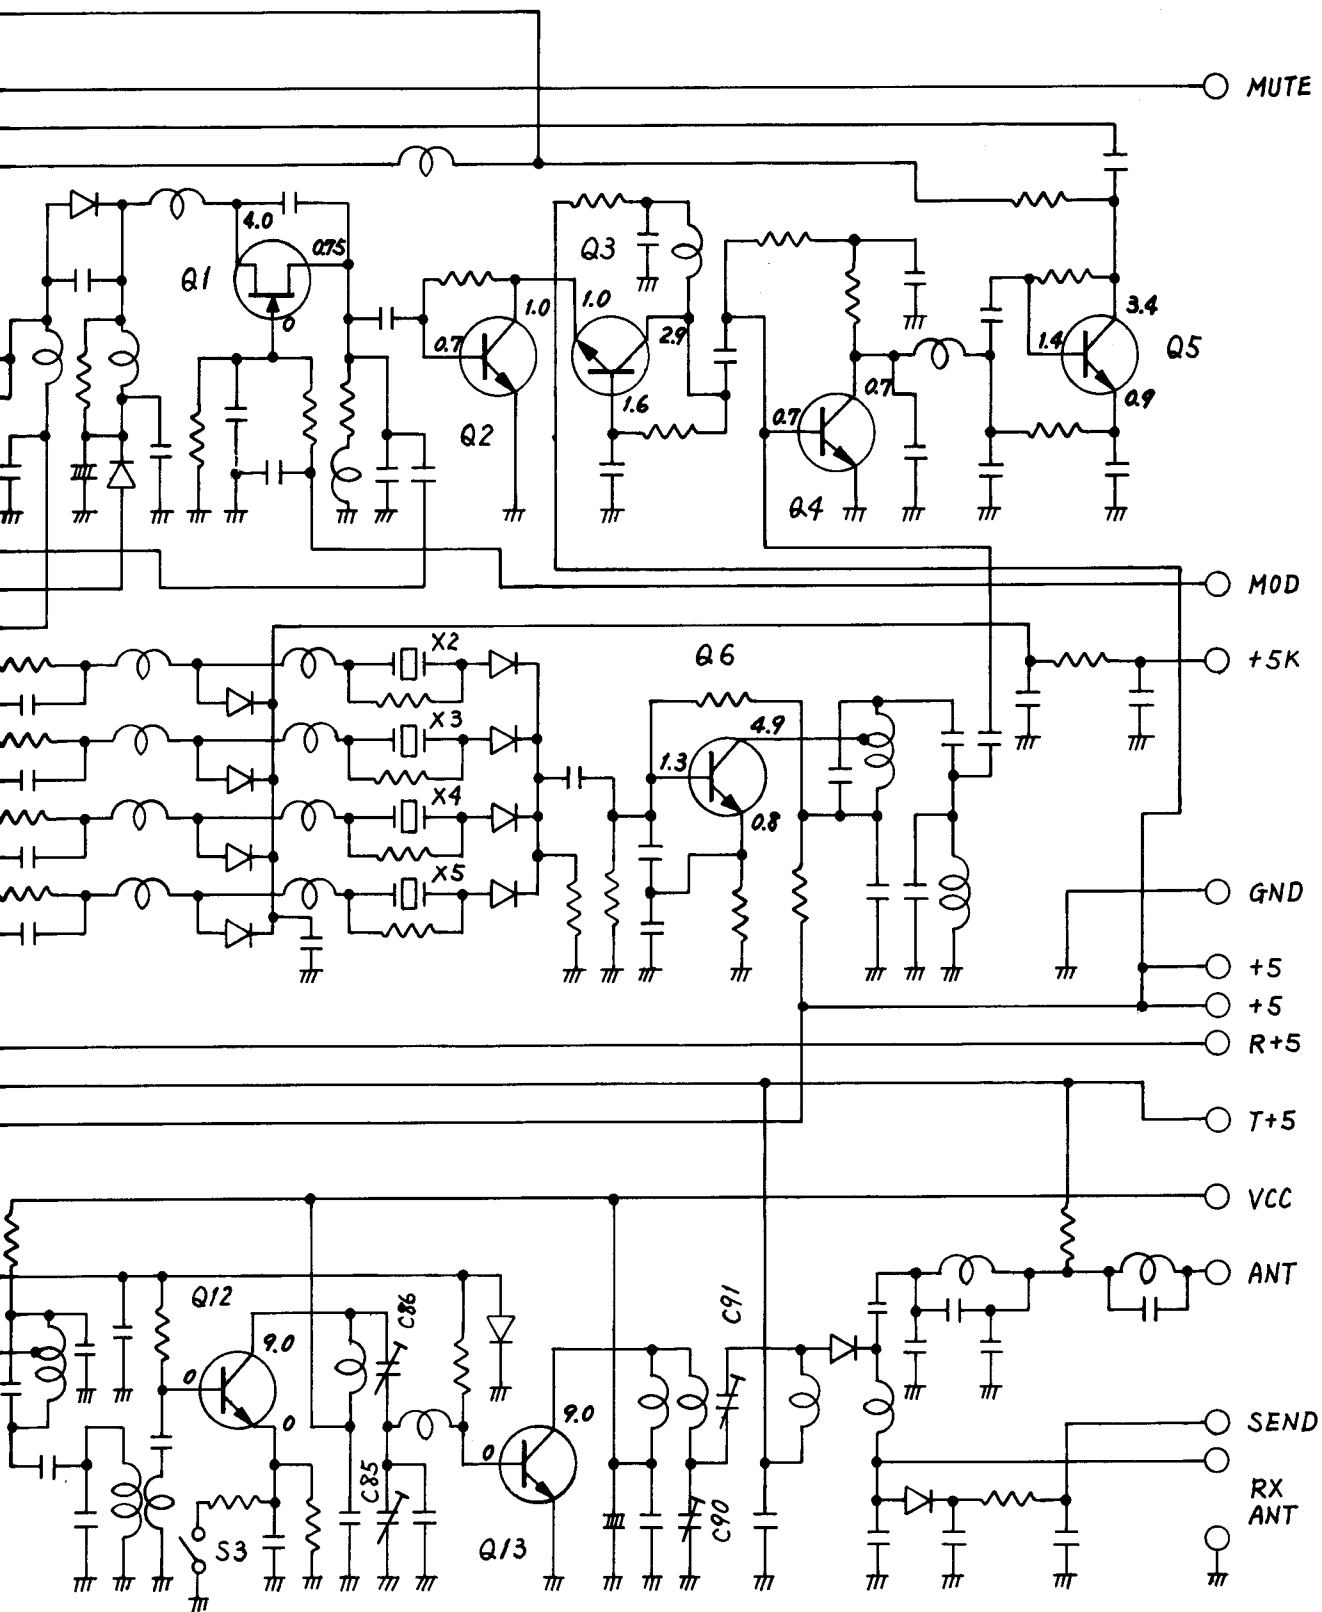 MUTE
4.0
0.75
Q1
0
Q3
1.0
1.0
2.9
0.7
1.6
Q2
3.4
1.4
Q5
0.9
0.7
0.7
Q4
MOD
X2
Q6
+5K
X3
4.9
1.3
X4
0.8
X5
GND
+5
+5
R+5
T+5
VCC
ANT
Q12
C86
C91
9.0
0
9.0
0
0
SEND
C85
C90
RX
ANT
S3
Q13